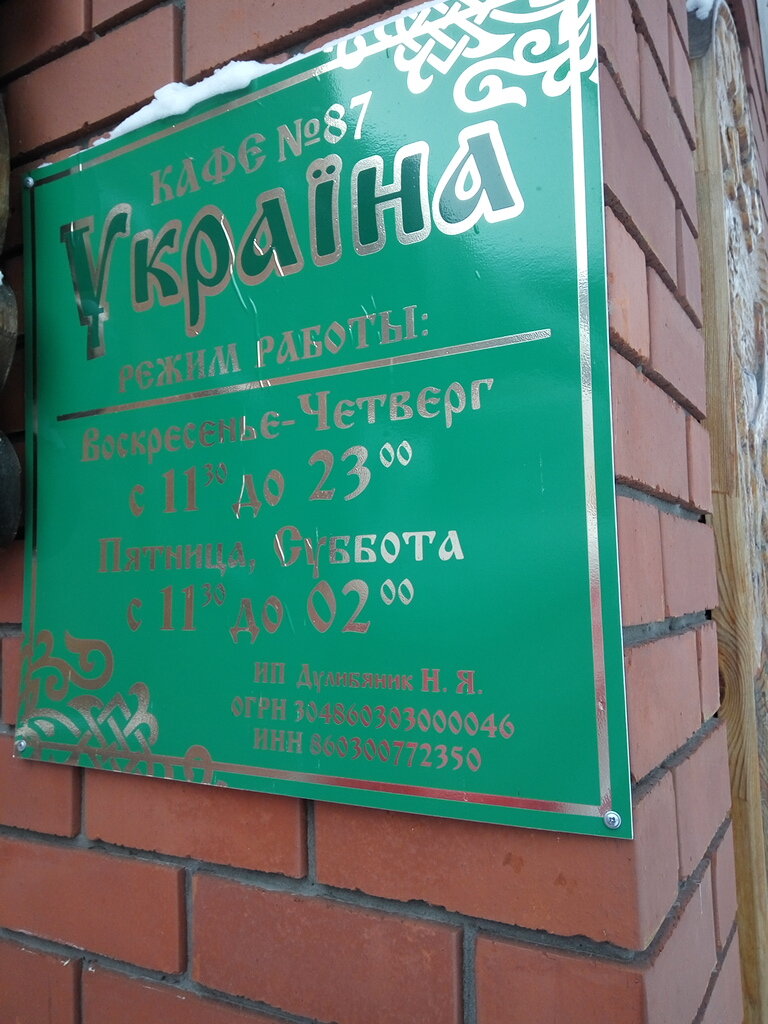 КАФЕ №87
Україна
РЕЖИМ РАБОТЫ:
Воскресенье-Четверг
с 11³⁰ до 23⁰⁰
Пятница, Суббота
с 11³⁰ до 02⁰⁰
ИП Дулибяник Н. Я.
ОГРН 304860303000046
ИНН 860300772350